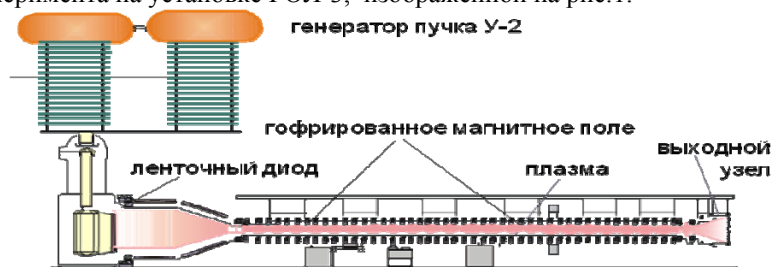 генератор пучка У-2
гофрированное магнитное поле
выходной
ленточный диод
плазма
узел